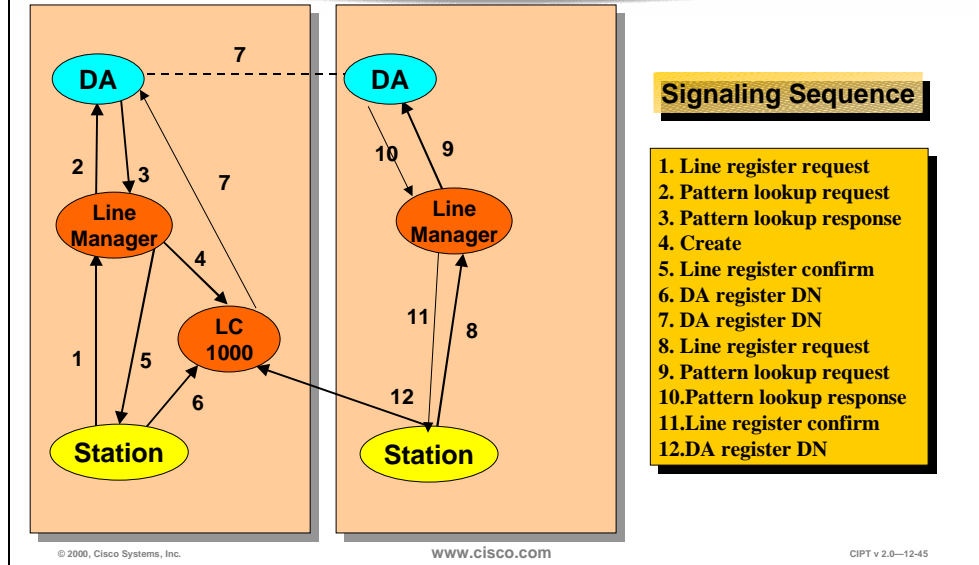 7
DA
DA
Signaling Sequence
2
3
7
10
9
Line
Manager
Line
Manager
4
LC
1000
11
8
1
5
6
12
Station
Station
1. Line register request
2. Pattern lookup request
3. Pattern lookup response
4. Create
5. Line register confirm
6. DA register DN
7. DA register DN
8. Line register request
9. Pattern lookup request
10.Pattern lookup response
11.Line register confirm
12.DA register DN
© 2000, Cisco Systems, Inc.
www.cisco.com
CIPT v 2.0—12-45